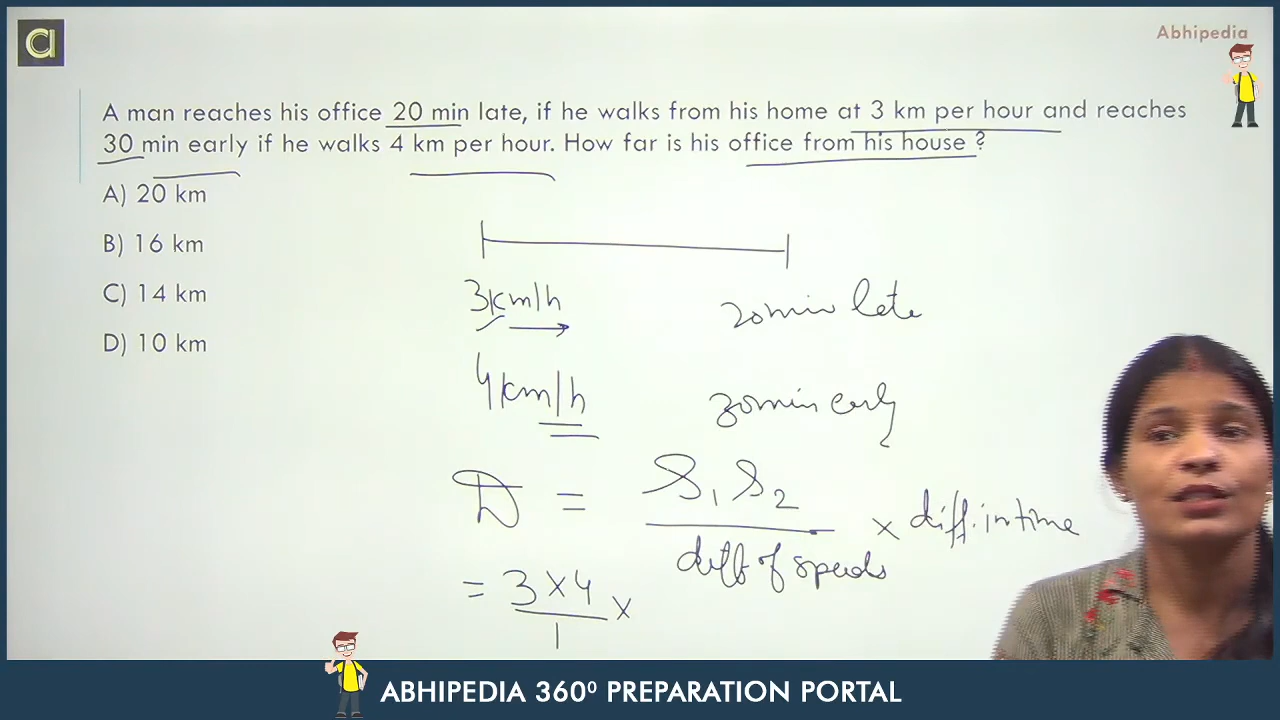 Abhipedia
A man reaches his office 20 min late, if he walks from his home at 3 km per hour and reaches
30 min early if he walks 4 km per hour. How far is his office from his house ?
A) 20 km
B) 16 km
C) 14 km
D) 10 km
3km/h 20min late
4km/h 30min early
D = S1 S2 / diff of speeds × diff. in time
= 3 × 4 / 1 ×
ABHIPEDIA 360⁰ PREPARATION PORTAL